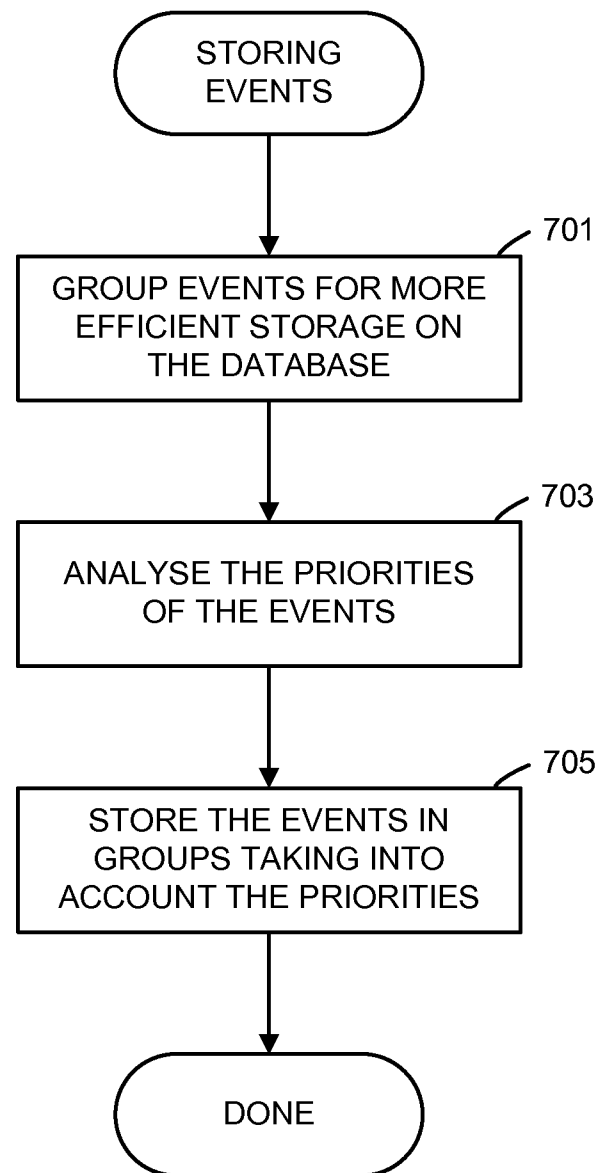 STORING
EVENTS
701
GROUP EVENTS FOR MORE
EFFICIENT STORAGE ON
THE DATABASE
703
ANALYSE THE PRIORITIES
OF THE EVENTS
705
STORE THE EVENTS IN
GROUPS TAKING INTO
ACCOUNT THE PRIORITIES
DONE